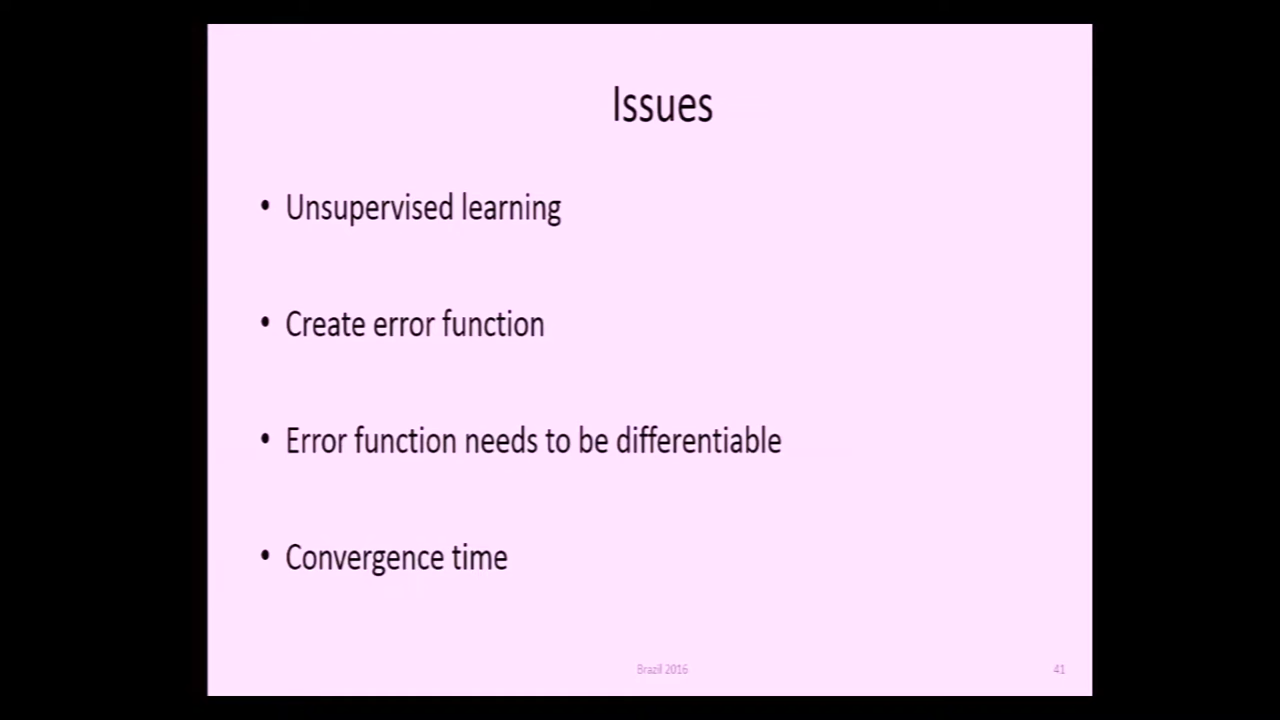 Issues
• Unsupervised learning
• Create error function
• Error function needs to be differentiable
• Convergence time
Brazil 2016
41